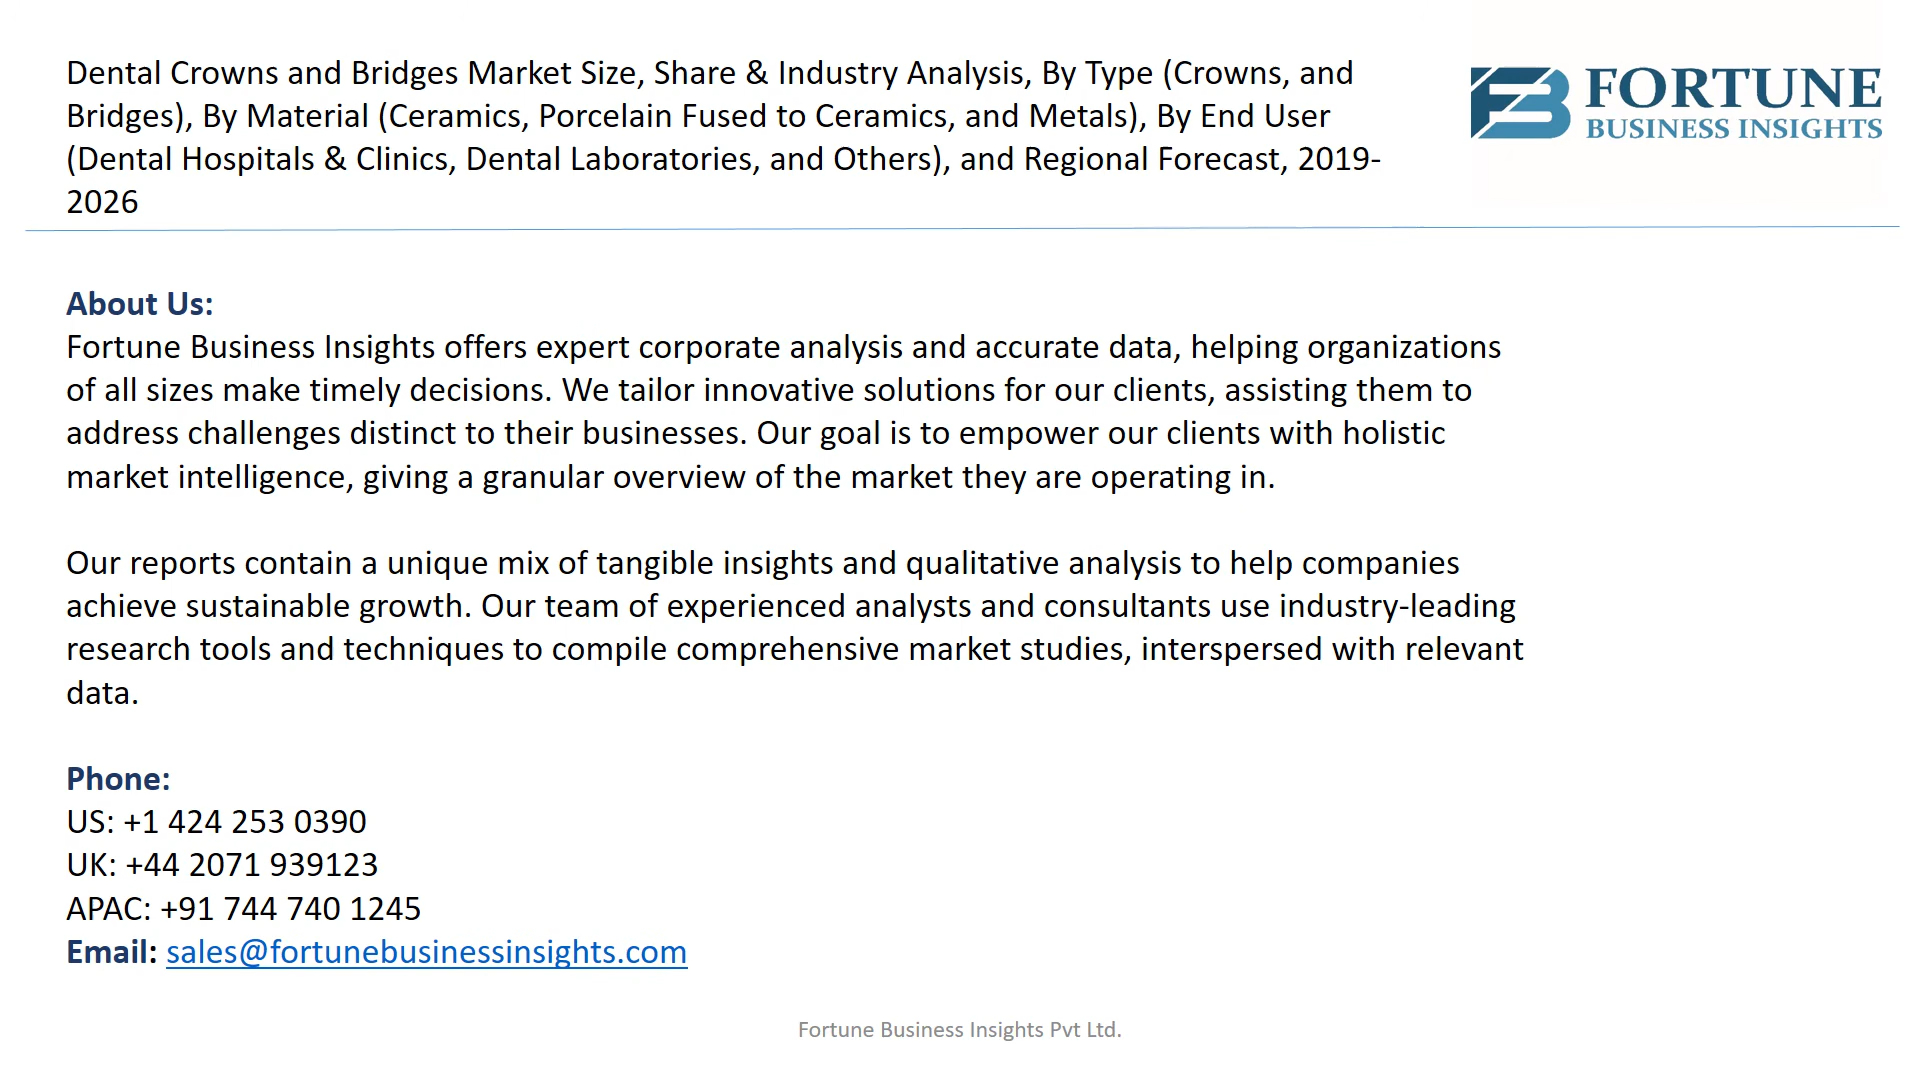 Dental Crowns and Bridges Market Size, Share & Industry Analysis, By Type (Crowns, and
Bridges), By Material (Ceramics, Porcelain Fused to Ceramics, and Metals), By End User
(Dental Hospitals & Clinics, Dental Laboratories, and Others), and Regional Forecast, 2019-
2026
FORTUNE
BUSINESS INSIGHTS
About Us:
Fortune Business Insights offers expert corporate analysis and accurate data, helping organizations
of all sizes make timely decisions. We tailor innovative solutions for our clients, assisting them to
address challenges distinct to their businesses. Our goal is to empower our clients with holistic
market intelligence, giving a granular overview of the market they are operating in.
Our reports contain a unique mix of tangible insights and qualitative analysis to help companies
achieve sustainable growth. Our team of experienced analysts and consultants use industry-leading
research tools and techniques to compile comprehensive market studies, interspersed with relevant
data.
Phone:
US: +1 424 253 0390
UK: +44 2071 939123
APAC: +91 744 740 1245
Email: sales@fortunebusinessinsights.com
Fortune Business Insights Pvt Ltd.